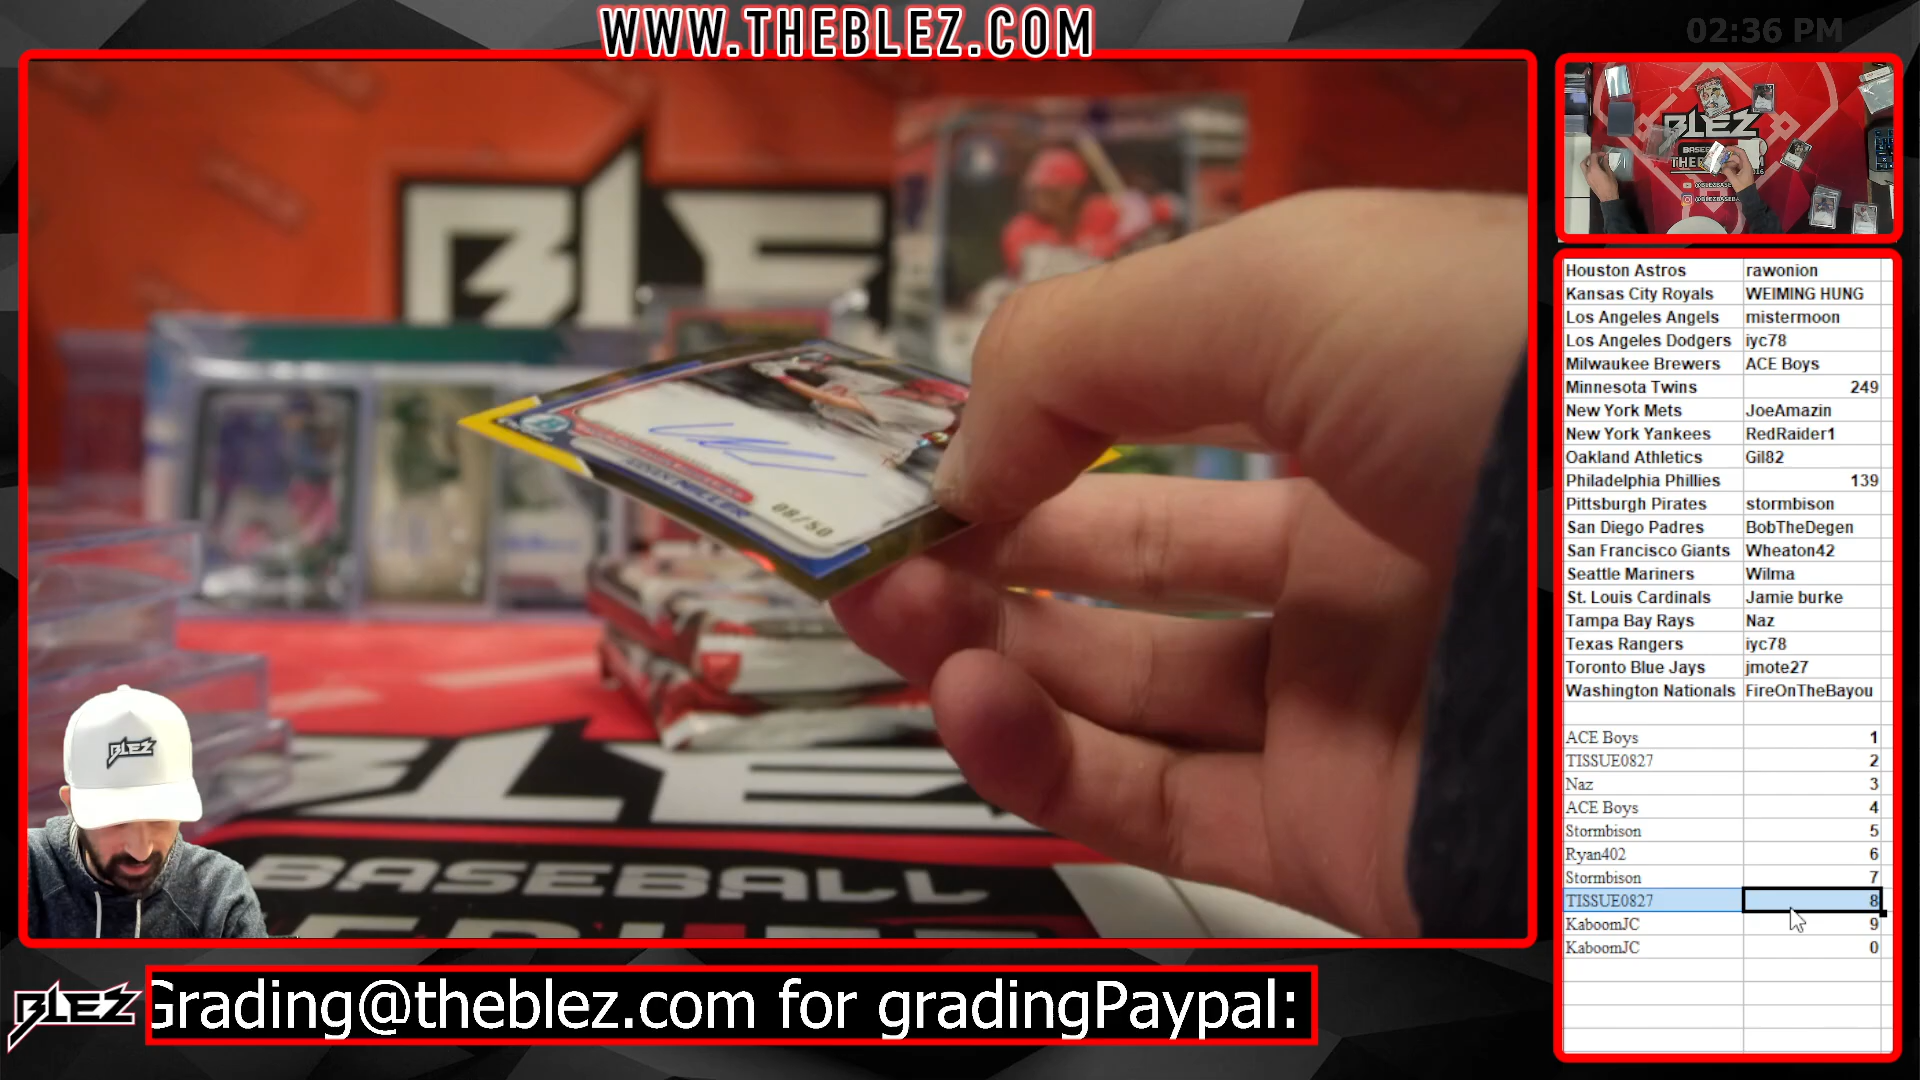 WWW.THEBLEZ.COM
02:36 PM
BLE
08/50
BASEBALL
BLEZ
Houston Astros rawonion
Kansas City Royals WEIMING HUNG
Los Angeles Angels mistermoon
Los Angeles Dodgers iyc78
Milwaukee Brewers ACE Boys
Minnesota Twins 249
New York Mets JoeAmazin
New York Yankees RedRaider1
Oakland Athletics Gil82
Philadelphia Phillies 139
Pittsburgh Pirates stormbison
San Diego Padres BobTheDegen
San Francisco Giants Wheaton42
Seattle Mariners Wilma
St. Louis Cardinals Jamie burke
Tampa Bay Rays Naz
Texas Rangers iyc78
Toronto Blue Jays jmote27
Washington Nationals FireOnTheBayou
ACE Boys 1
TISSUE0827 2
Naz 3
ACE Boys 4
Stormbison 5
Ryan402 6
Stormbison 7
TISSUE0827 8
KaboomJC 9
KaboomJC 0
BLEZ
Grading@theblez.com for gradingPaypal: